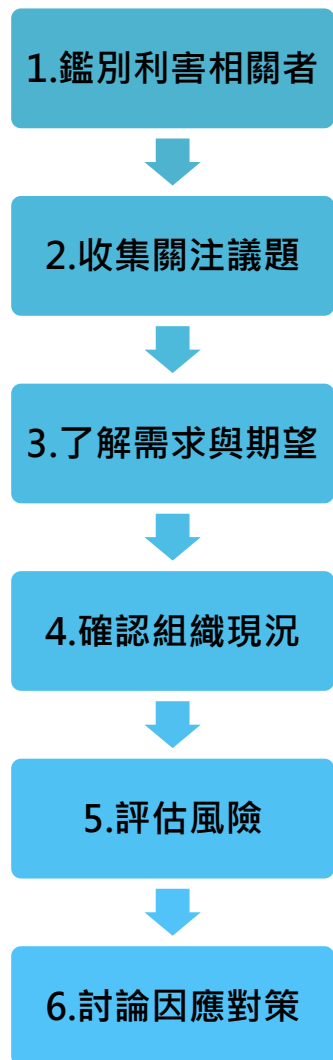 1.鑑別利害相關者
2.收集關注議題
3.了解需求與期望
4.確認組織現況
5.評估風險
6.討論因應對策